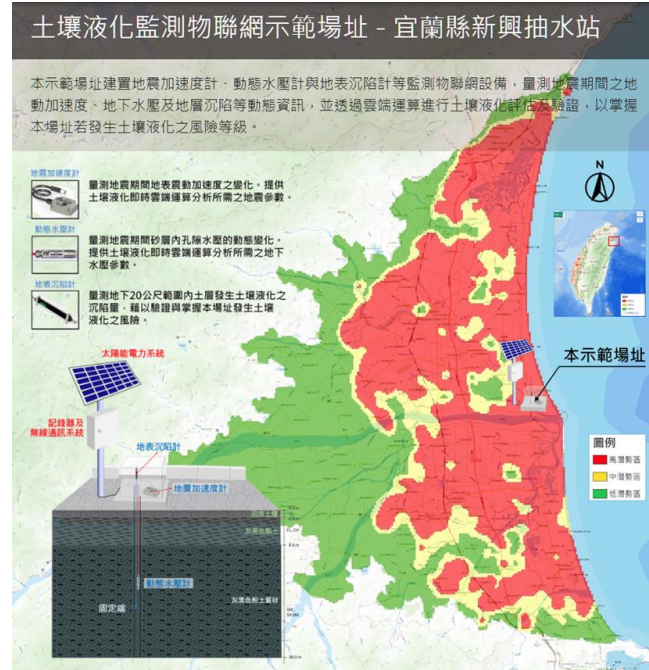 土壤液化監測物聯網示範場址 – 宜蘭縣新興抽水站
本示範場址建置地震加速度計、動態水壓計與地表沉陷計等監測物聯網設備，量測地震期間之地
動加速度、地下水壓及地層沉陷等動態資訊，並透過雲端運算進行土壤液化評估及驗證，以掌握
本場址若發生土壤液化之風險等級。
地震加速度計
量測地震期間地表震動加速度之變化，提供
土壤液化即時雲端運算分析所需之地震參數。
動態水壓計
量測地震期間砂層內孔隙水壓的動態變化，
提供土壤液化即時雲端運算分析所需之地下
水壓參數。
地表沉陷計
量測地下20公尺範圍內土層發生土壤液化之
沉陷量，藉以驗證與掌握本場址發生土壤
液化之風險。
N
太陽能電力系統
本示範場址
記錄器及
無線通訊系統
地表沉陷計
地震加速度計
圖例
高潛勢區
中潛勢區
低潛勢區
灰黑色黏土
動態水壓計
固定端
灰黑色粉土質砂